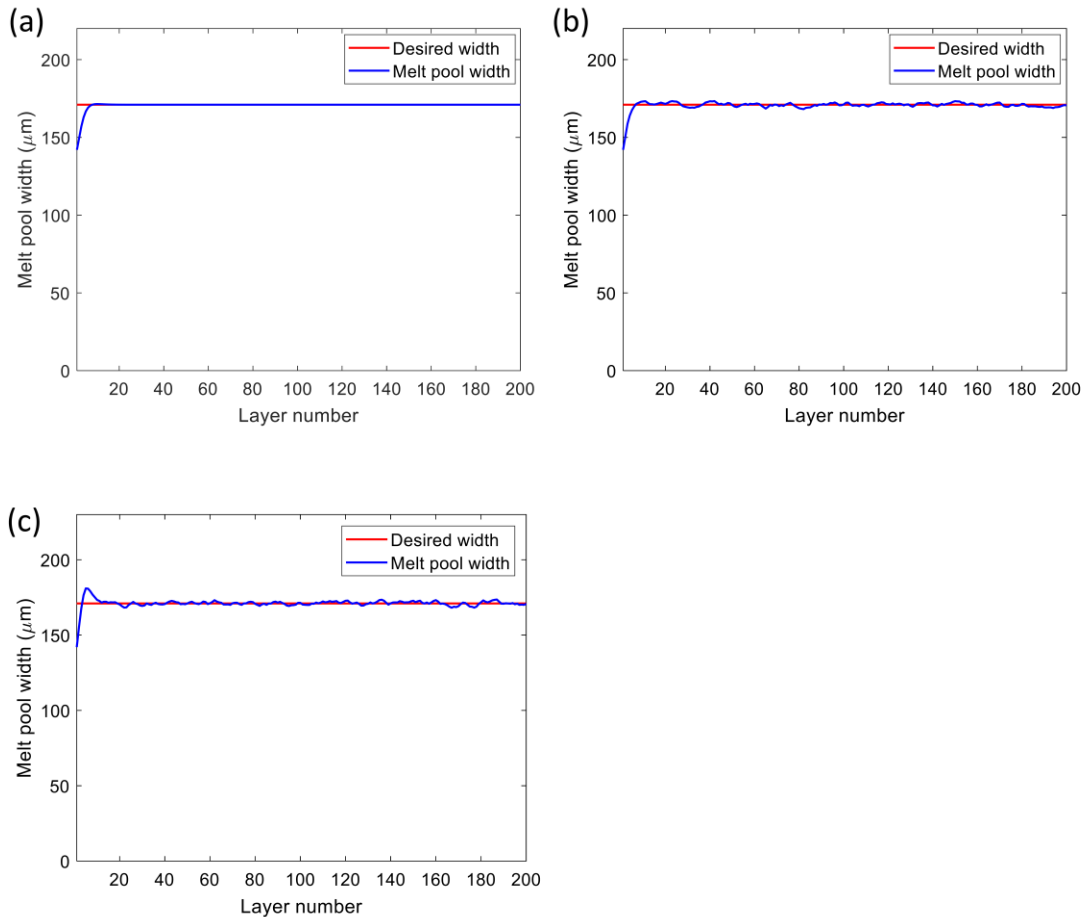 (a)
Desired width
Melt pool width
200
150
100
50
0
Melt pool width (μm)
20 40 60 80 100 120 140 160 180 200
Layer number
(b)
Desired width
Melt pool width
200
150
100
50
0
Melt pool width (μm)
20 40 60 80 100 120 140 160 180 200
Layer number
(c)
Desired width
Melt pool width
200
150
100
50
0
Melt pool width (μm)
20 40 60 80 100 120 140 160 180 200
Layer number